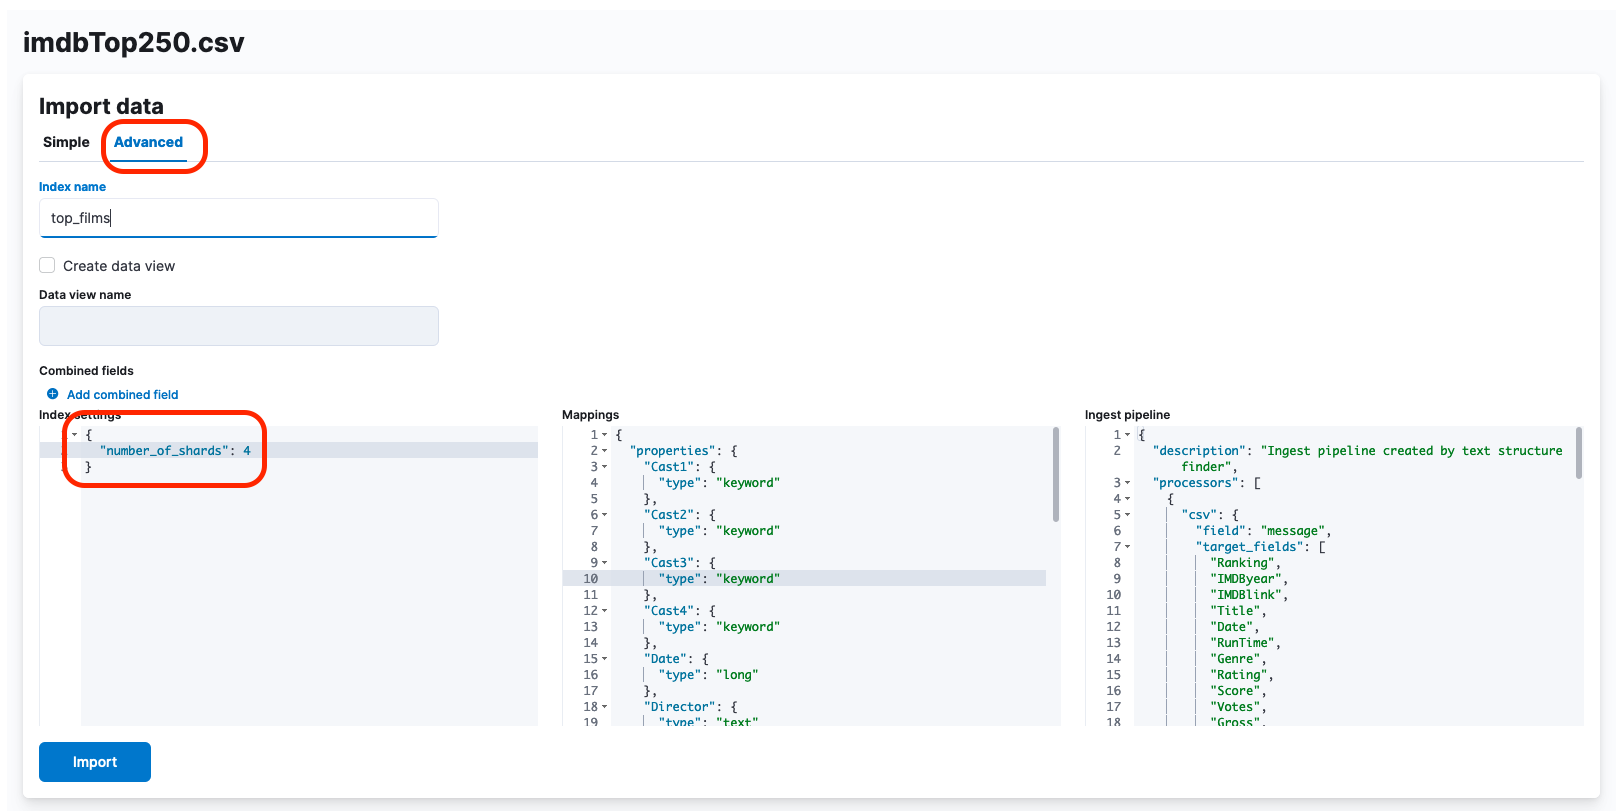 imdbTop250.csv
Import data
Simple
Advanced
Index name
top_films
Create data view
Data view name
Combined fields
Add combined field
Index settings
{
"number_of_shards": 4
}
Mappings
1 {
2 "properties": {
3 "Cast1": {
4 "type": "keyword"
5 },
6 "Cast2": {
7 "type": "keyword"
8 },
9 "Cast3": {
10 "type": "keyword"
11 },
12 "Cast4": {
13 "type": "keyword"
14 },
15 "Date": {
16 "type": "long"
17 },
18 "Director": {
19 "type": "text"
Ingest pipeline
1 {
2 "description": "Ingest pipeline created by text structure
finder",
3 "processors": [
4 {
5 "csv": {
6 "field": "message",
7 "target_fields": [
8 "Ranking",
9 "IMDByear",
10 "IMDBlink",
11 "Title",
12 "Date",
13 "RunTime",
14 "Genre",
15 "Rating",
16 "Score",
17 "Votes",
18 "Gross",
Import